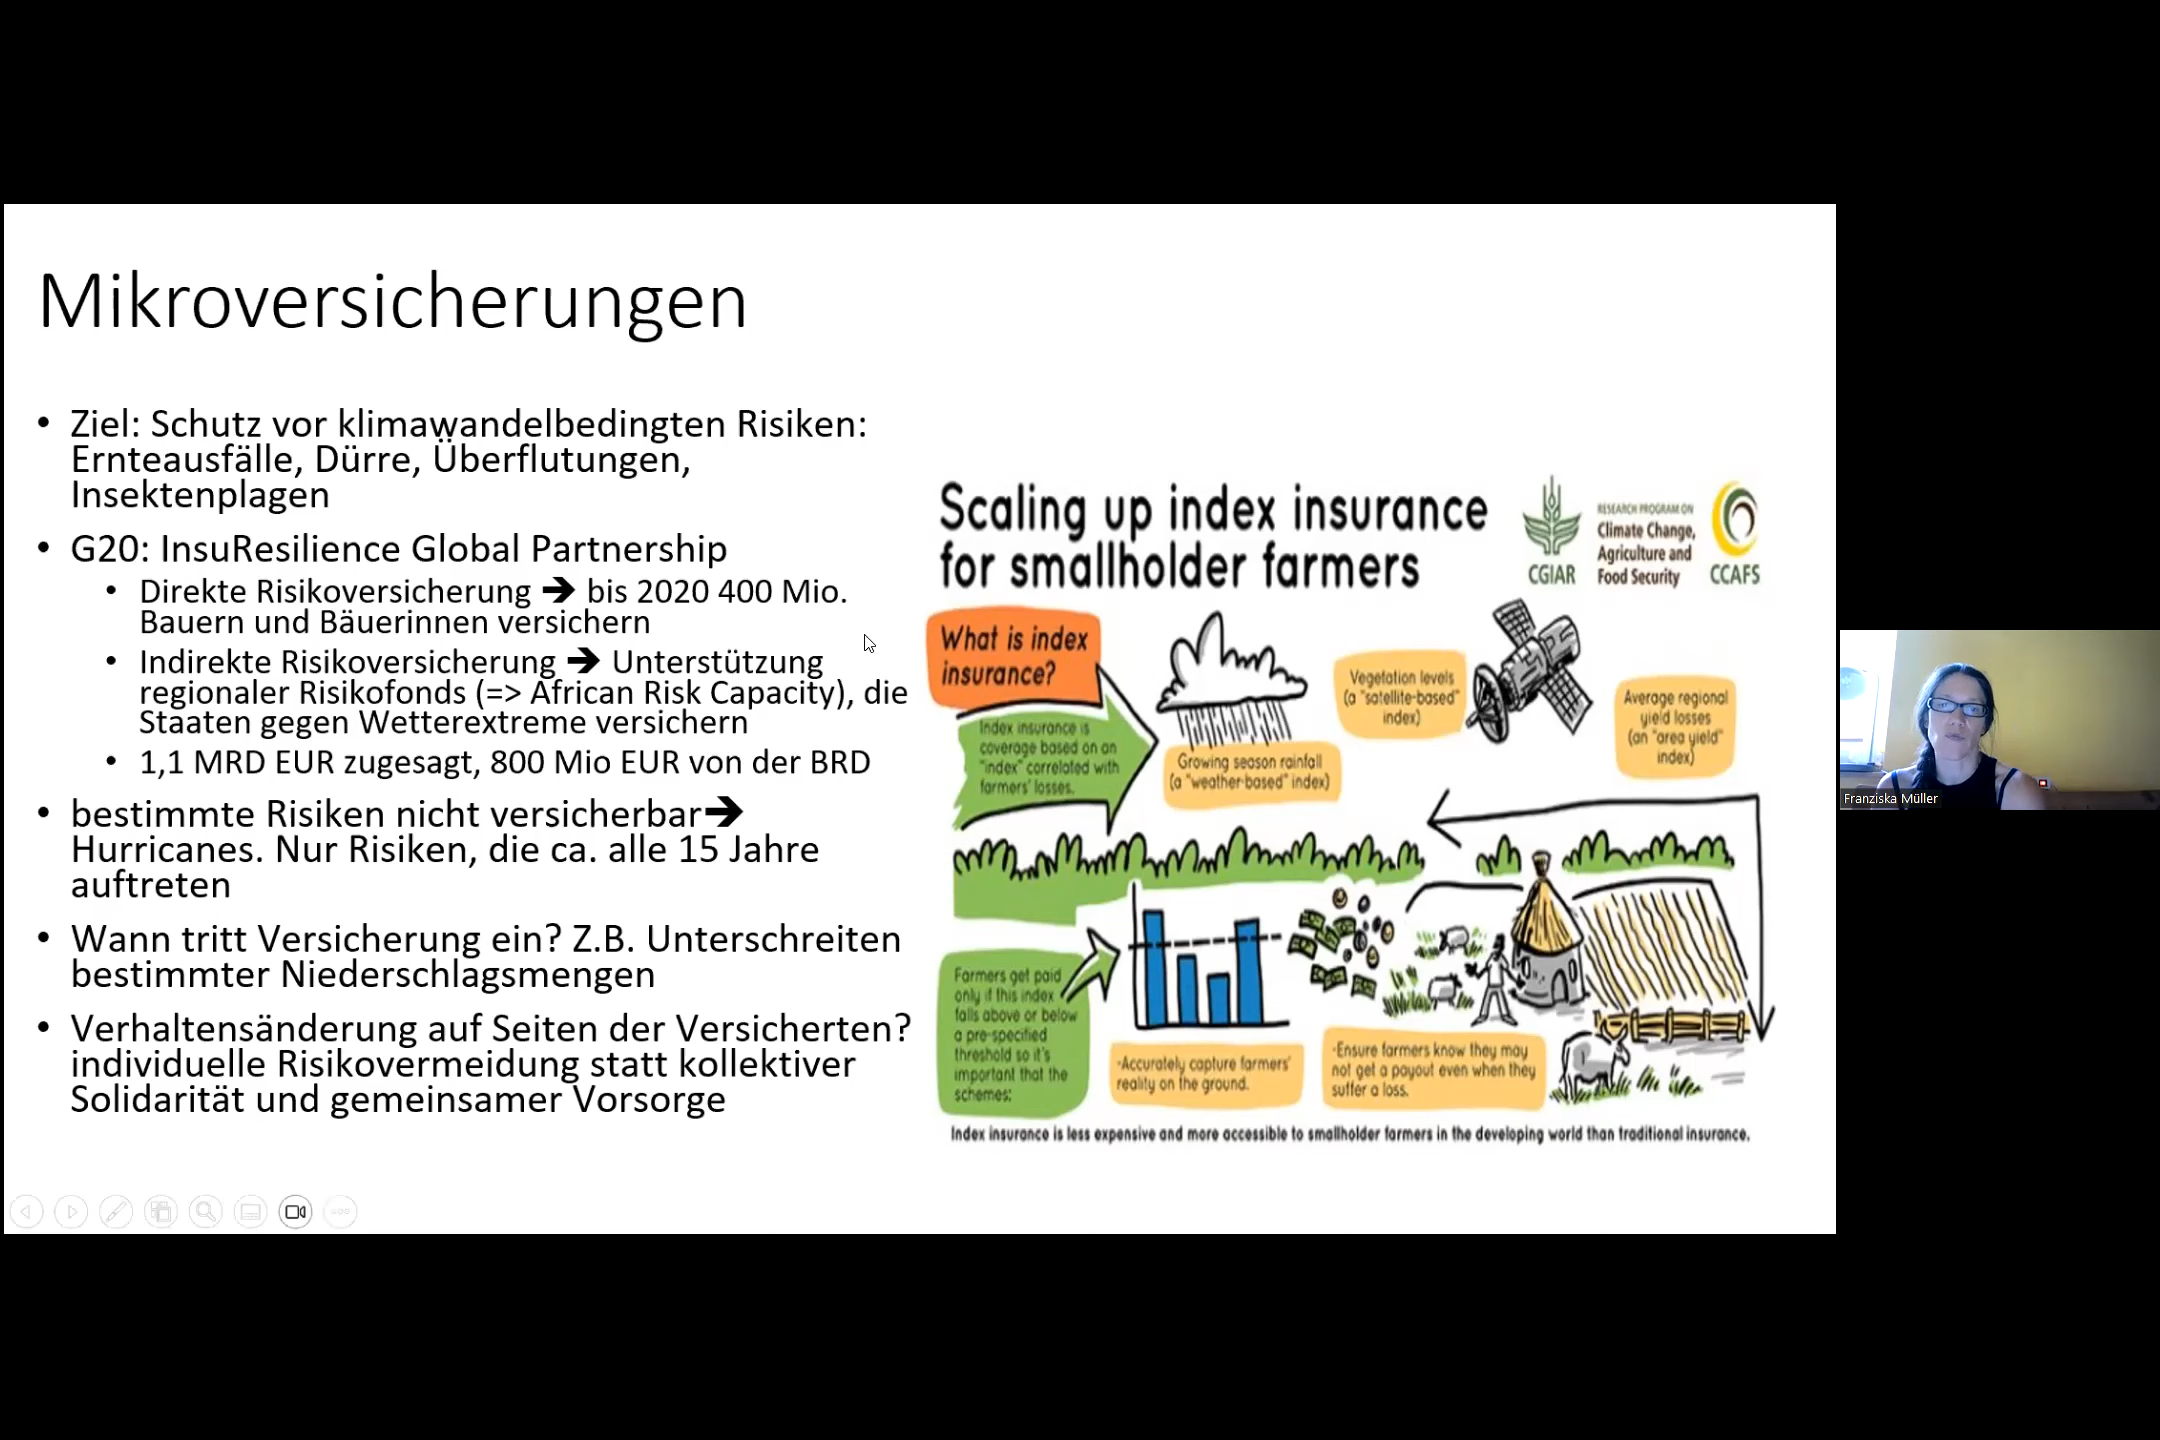 Mikroversicherungen
• Ziel: Schutz vor klimawandelbedingten Risiken:
Ernteausfälle, Dürre, Überflutungen,
Insektenplagen
• G20: InsuResilience Global Partnership
• Direkte Risikoversicherung ➔ bis 2020 400 Mio.
Bauern und Bäuerinnen versichern
• Indirekte Risikoversicherung ➔ Unterstützung
regionaler Risikofonds (=> African Risk Capacity), die
Staaten gegen Wetterextreme versichern
• 1,1 MRD EUR zugesagt, 800 Mio EUR von der BRD
• bestimmte Risiken nicht versicherbar➔
Hurricanes. Nur Risiken, die ca. alle 15 Jahre
auftreten
• Wann tritt Versicherung ein? Z.B. Unterschreiten
bestimmter Niederschlagsmengen
• Verhaltensänderung auf Seiten der Versicherten?
individuelle Risikovermeidung statt kollektiver
Solidarität und gemeinsamer Vorsorge
Scaling up index insurance
for smallholder farmers
CGIAR
RESEARCH PROGRAM ON
Climate Change,
Agriculture and
Food Security
CCAFS
What is index
insurance?
Index insurance is
coverage based on an
"index" correlated with
farmers' losses.
Growing season rainfall
(a "weather-based" index)
Vegetation levels
(a "satellite-based"
index)
Average regional
yield losses
(an "area yield"
index)
Farmers get paid
only if this index
falls above or below
a pre-specified
threshold so it's
important that the
schemes:
-Accurately capture farmers'
reality on the ground.
-Ensure farmers know they may
not get a payout even when they
suffer a loss.
Index insurance is less expensive and more accessible to smallholder farmers in the developing world than traditional insurance.
Franziska Müller